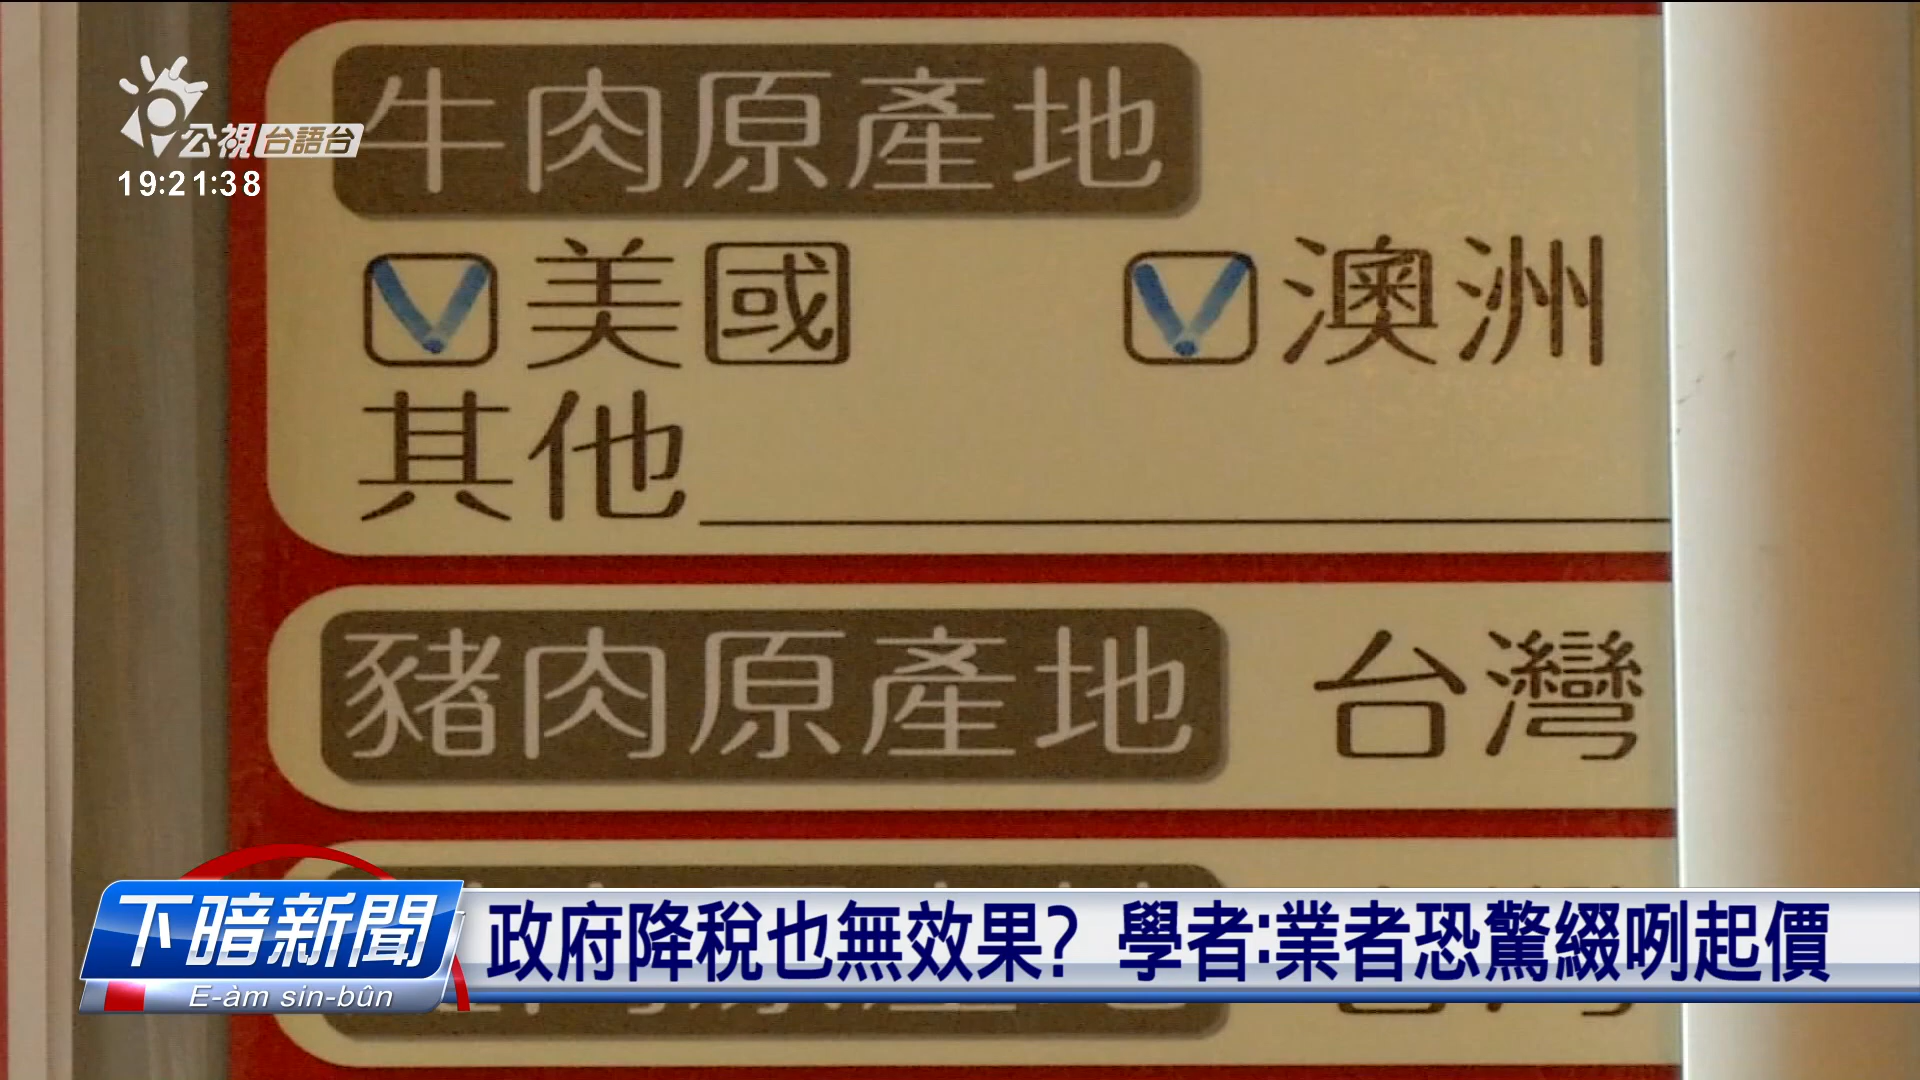 公視台語台
19:21:38
牛肉原產地
美國 澳洲
其他
豬肉原產地 台灣
下暗新聞
E-àm sin-bûn
政府降稅也無效果? 學者:業者恐驚綴咧起價